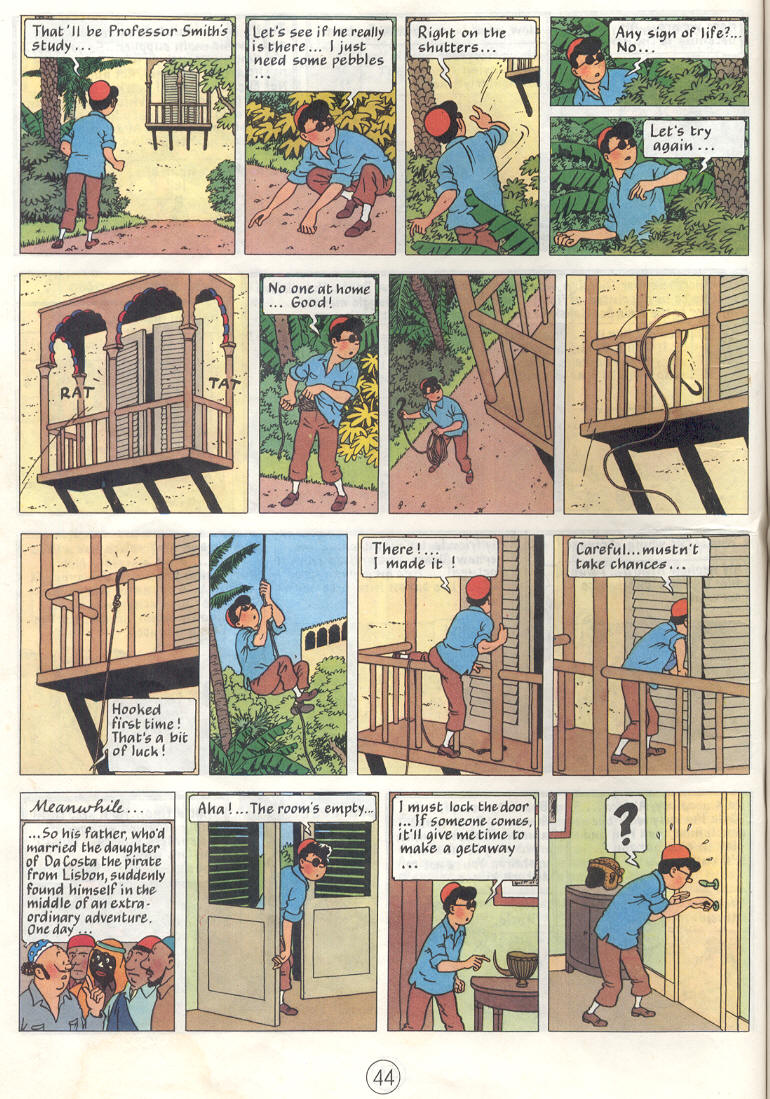 That'll be Professor Smith's
study...
Let's see if he really
is there... I just
need some pebbles
...
Right on the
shutters...
Any sign of life?...
No...
Let's try
again...
RAT
TAT
No one at home
... Good!
Hooked
first time!
That's a bit
of luck!
There!...
I made it!
Careful...mustn't
take chances...
Meanwhile...
...So his father, who'd
married the daughter
of Da Costa the pirate
from Lisbon, suddenly
found himself in the
middle of an extra-
ordinary adventure.
One day...
Aha!...The room's empty...
I must lock the door
... If someone comes,
it'll give me time to
make a getaway
...
?
44